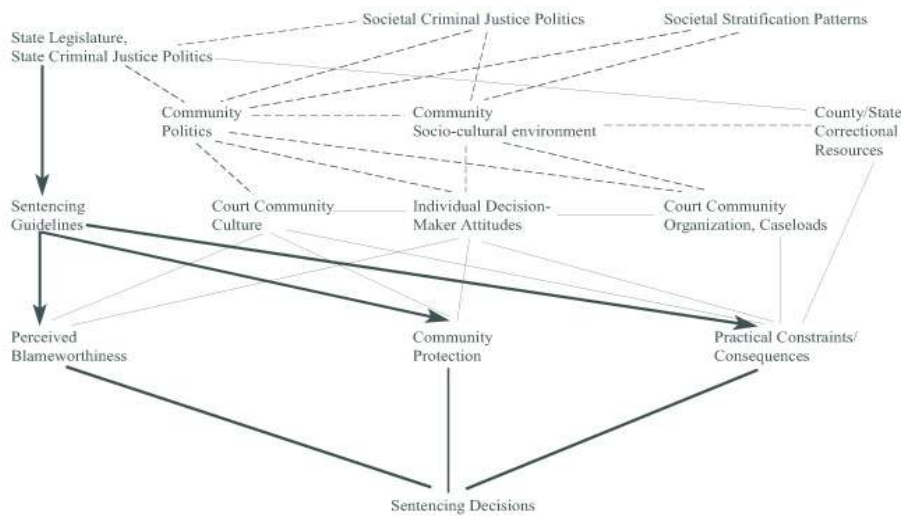 Societal Criminal Justice Politics
Societal Stratification Patterns
State Legislature,
State Criminal Justice Politics
Community
Politics
Community
Socio-cultural environment
County/State
Correctional
Resources
Sentencing
Guidelines
Court Community
Culture
Individual Decision-
Maker Attitudes
Court Community
Organization, Caseloads
Perceived
Blameworthiness
Community
Protection
Practical Constraints/
Consequences
Sentencing Decisions